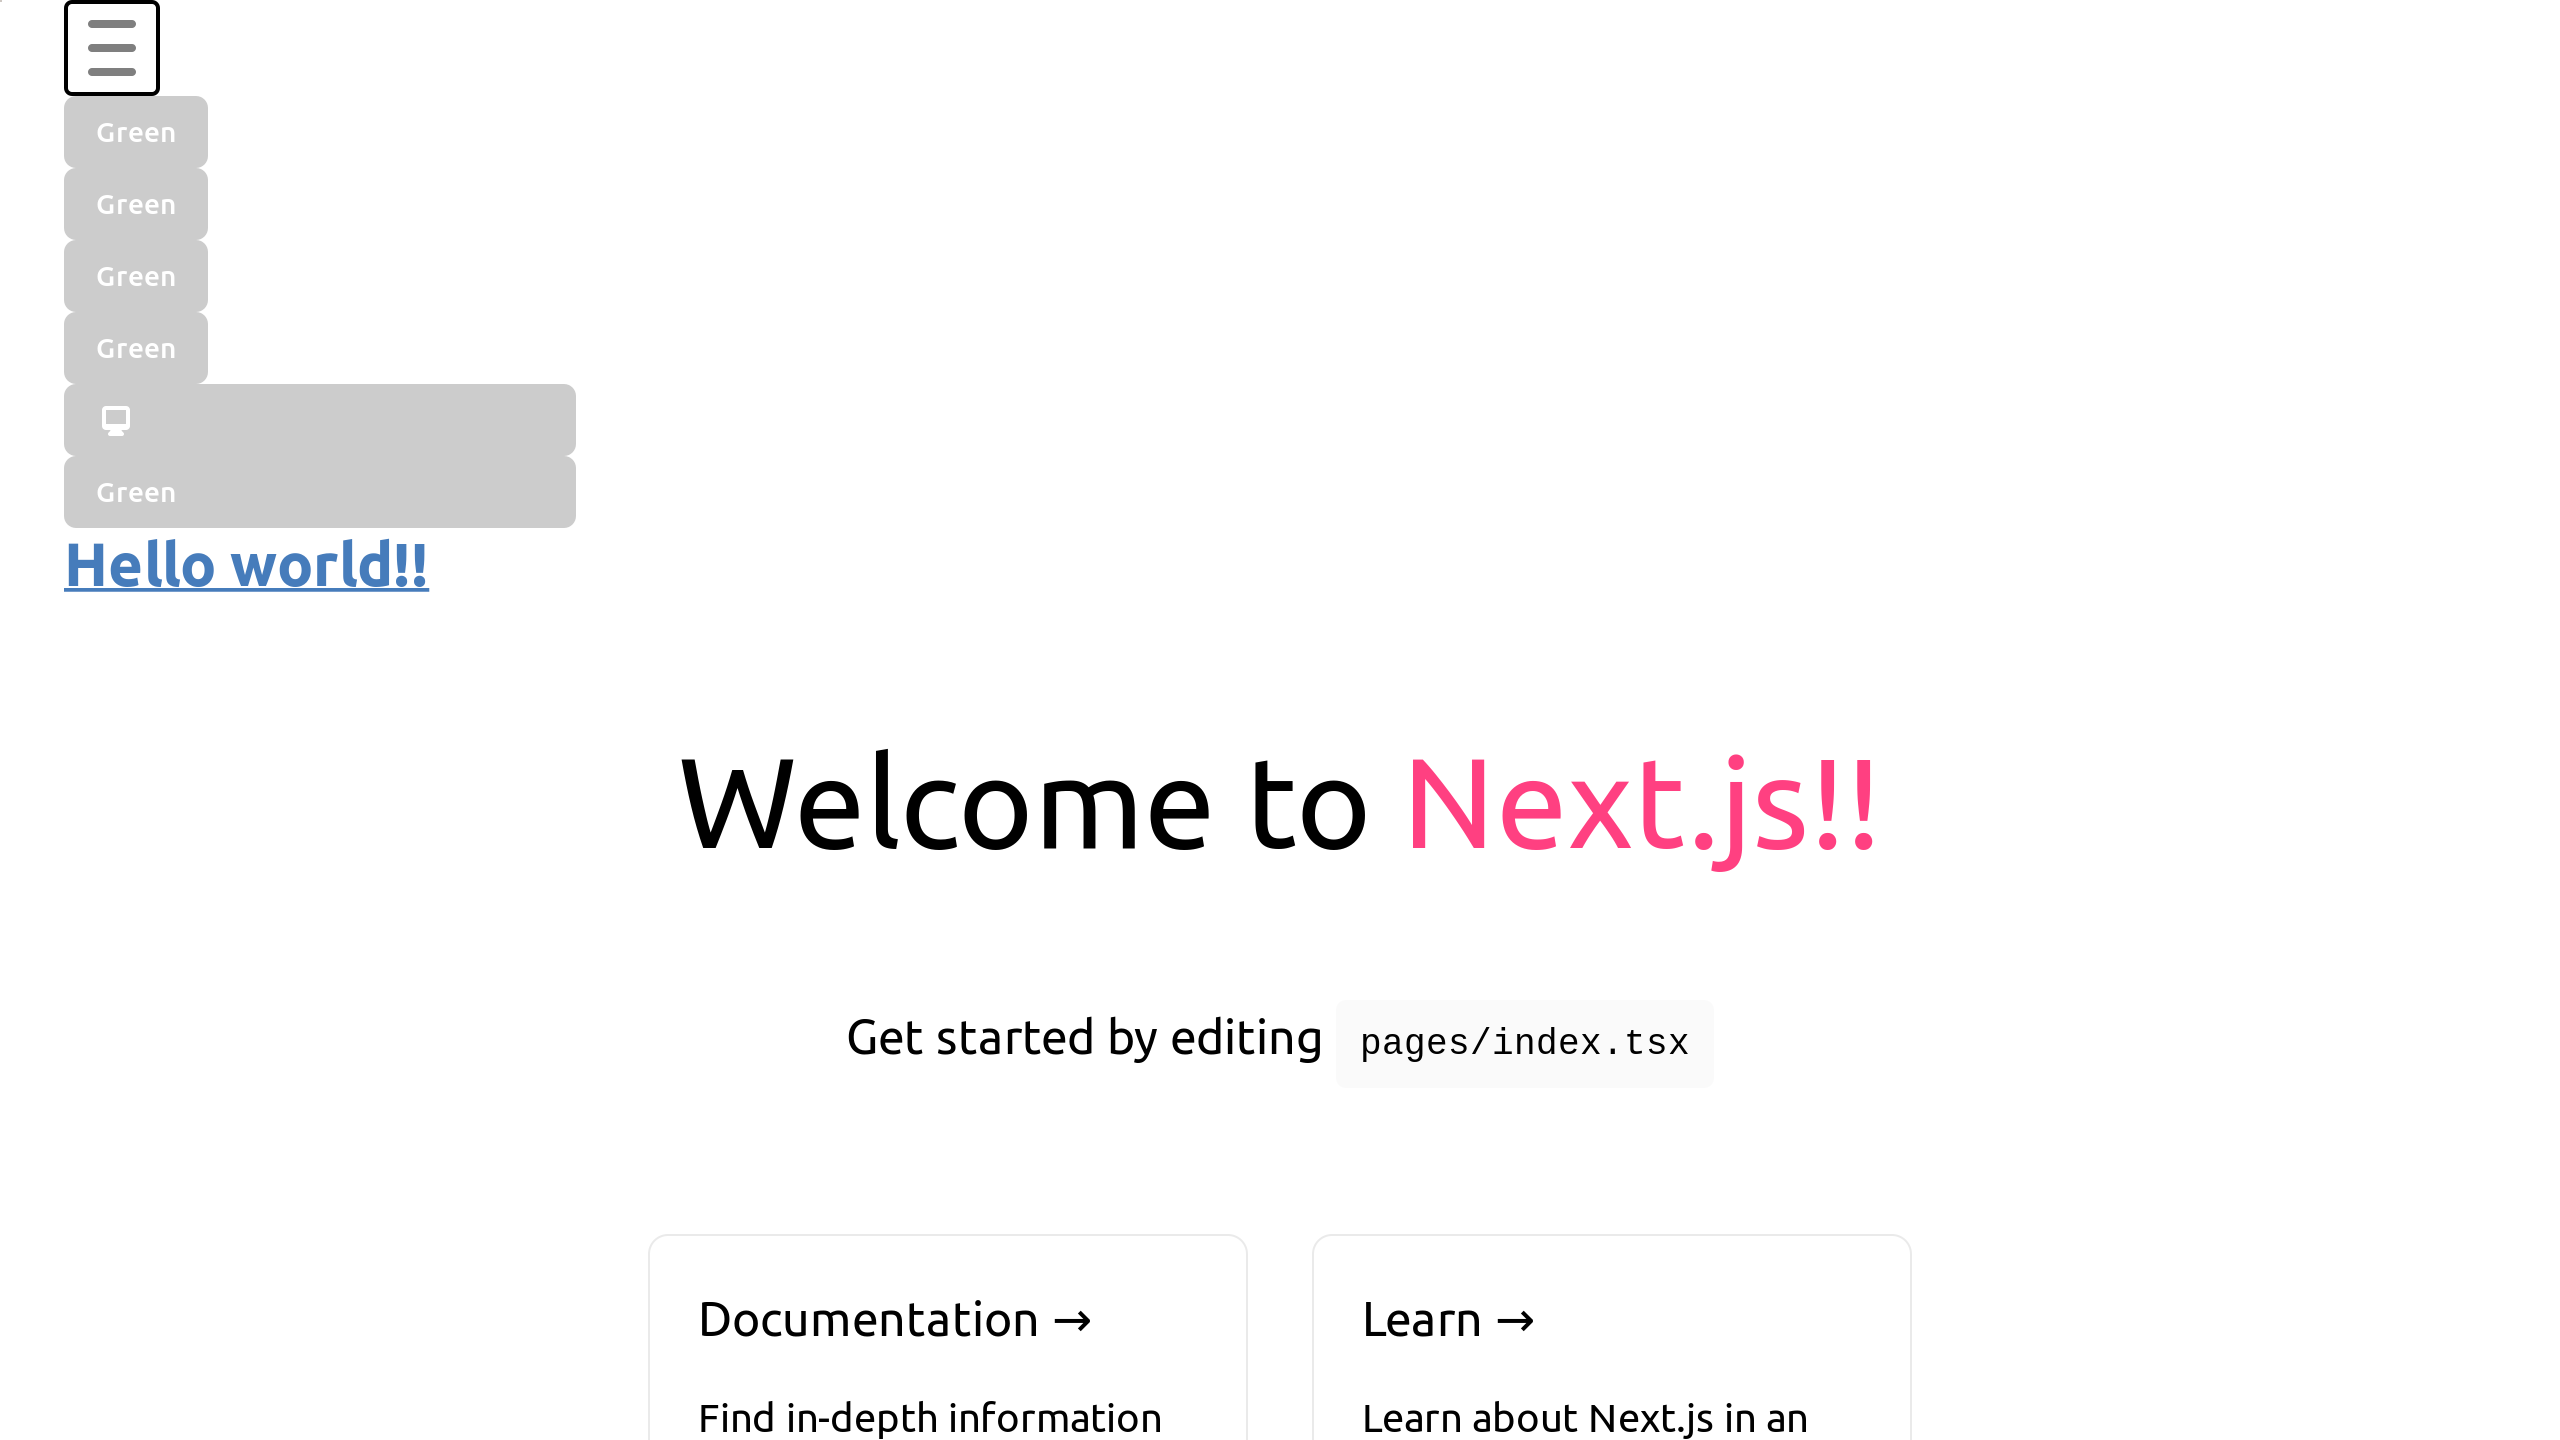 Green
Green
Green
Green
Green
Hello world!!
Welcome to Next.js!!
Get started by editing pages/index.tsx
Documentation →
Learn →
Find in-depth information
Learn about Next.js in an